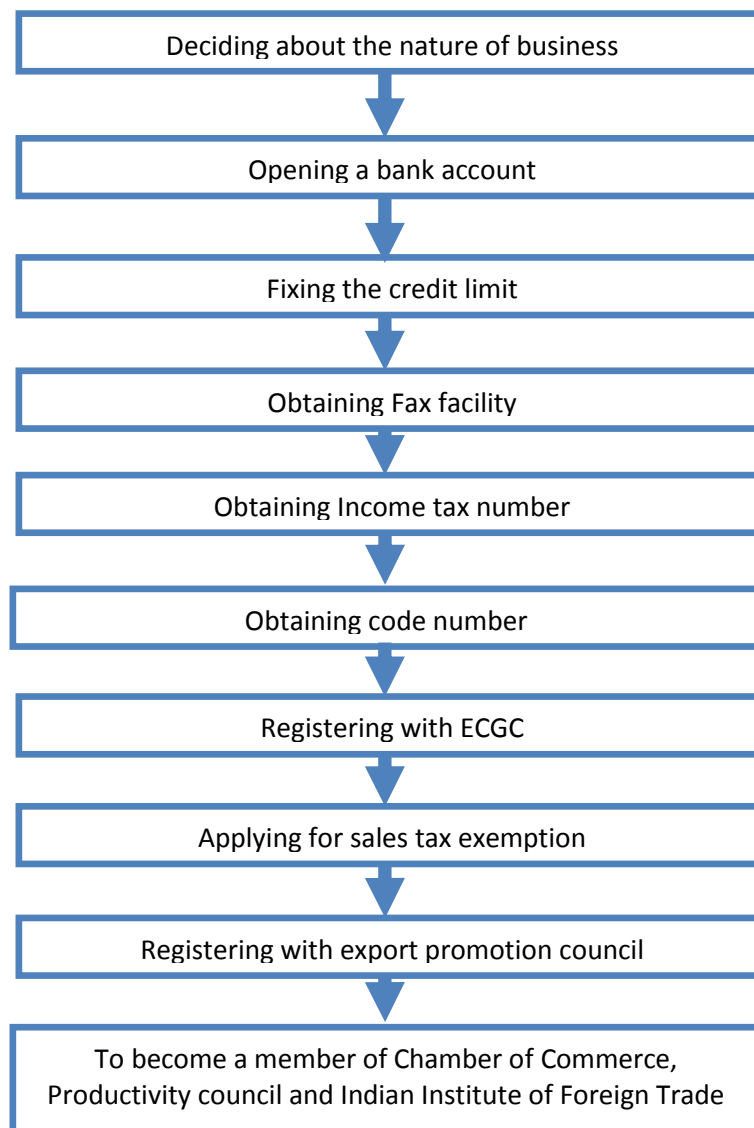 Deciding about the nature of business
Opening a bank account
Fixing the credit limit
Obtaining Fax facility
Obtaining Income tax number
Obtaining code number
Registering with ECGC
Applying for sales tax exemption
Registering with export promotion council
To become a member of Chamber of Commerce,
Productivity council and Indian Institute of Foreign Trade